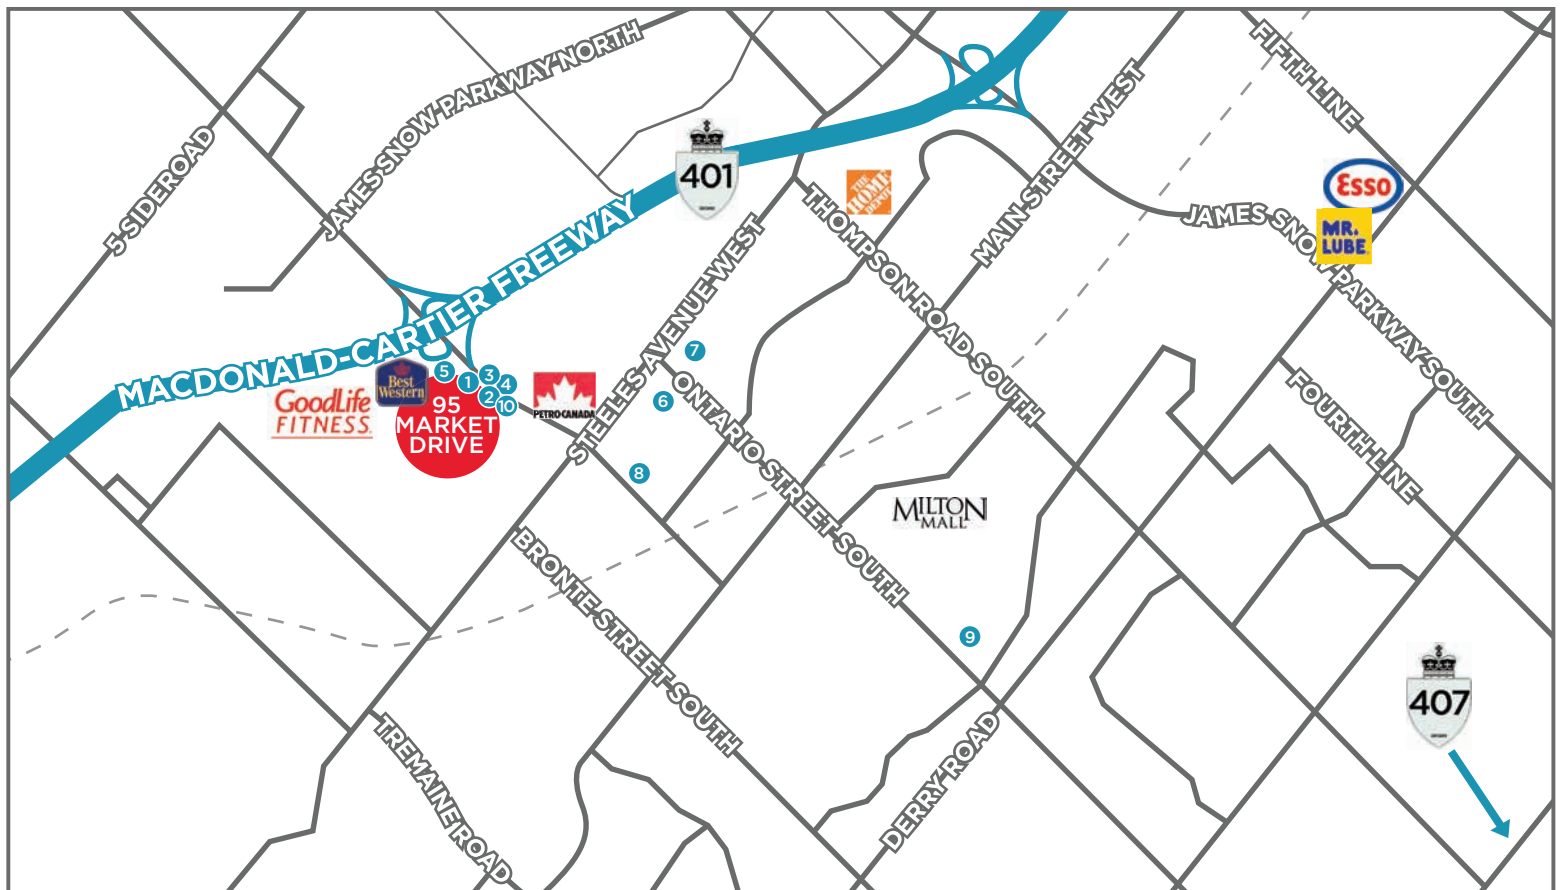 FIFTH LINE
JAMES SNOW PARKWAY NORTH
MAIN STREET WEST
5 SIDEROAD
401
Esso
THE
HOME
DEPOT
MR.
LUBE
JAMES SNOW PARKWAY SOUTH
THOMPSON ROAD SOUTH
MACDONALD-CARTIER FREEWAY
STEELES AVENUE WEST
7
5
3
1
4
2
10
6
Best
Western
GoodLife
FITNESS
95
MARKET
DRIVE
PETRO-CANADA
ONTARIO STREET SOUTH
FOURTH LINE
8
MILTON
MALL
BRONTE STREET SOUTH
9
407
TREMAINE ROAD
DERRY ROAD